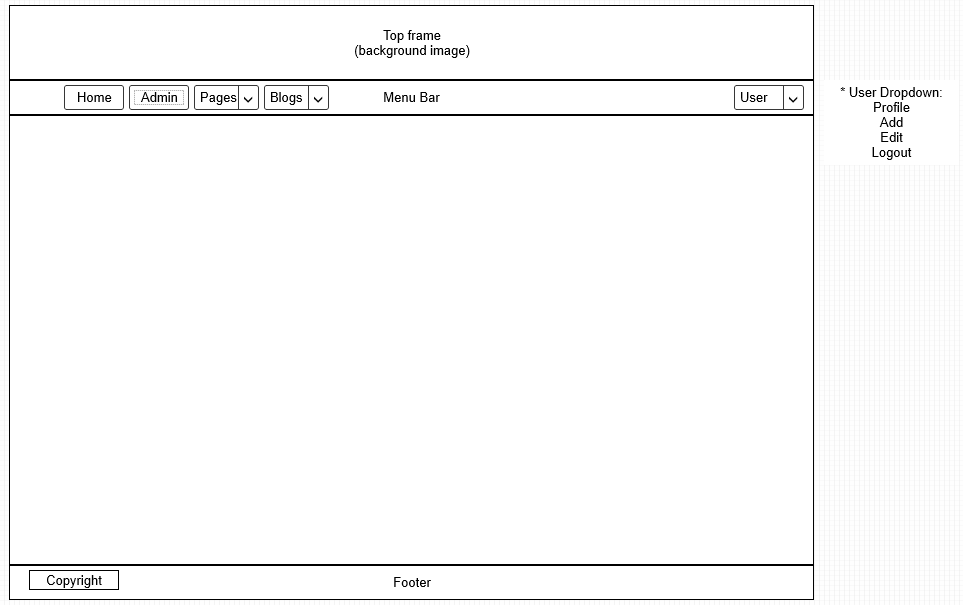 Top frame
(background image)
Home Admin Pages Blogs Menu Bar User
* User Dropdown:
Profile
Add
Edit
Logout
Copyright Footer